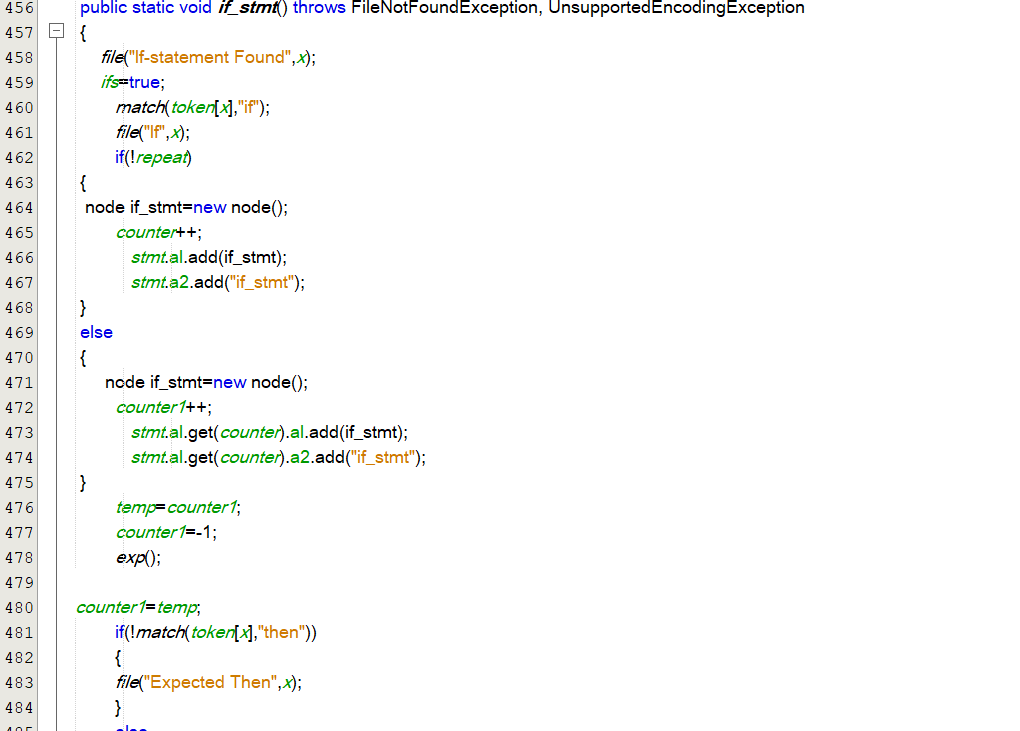 456 public static void if_stmt() throws FileNotFoundException, UnsupportedEncodingException
457 {
458 file("If-statement Found",x);
459 ifs=true;
460 match(token[x],"if");
461 file("If",x);
462 if(!repeat)
463 {
464 node if_stmt=new node();
465 counter++;
466 stmt.al.add(if_stmt);
467 stmt.a2.add("if_stmt");
468 }
469 else
470 {
471 node if_stmt=new node();
472 counter1++;
473 stmt.al.get(counter).al.add(if_stmt);
474 stmt.al.get(counter).a2.add("if_stmt");
475 }
476 temp=counter1;
477 counter1=-1;
478 exp();
479
480 counter1=temp;
481 if(!match(token[x],"then"))
482 {
483 file("Expected Then",x);
484 }
485 else